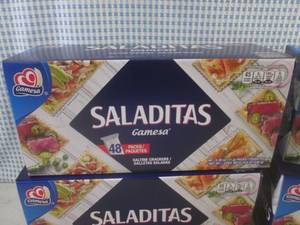 Gamesa
SALADITAS
Gamesa
48 PACKS/
PAQUETES
SALTINE CRACKERS /
GALLETAS SALADAS
Gamesa
SALADITAS